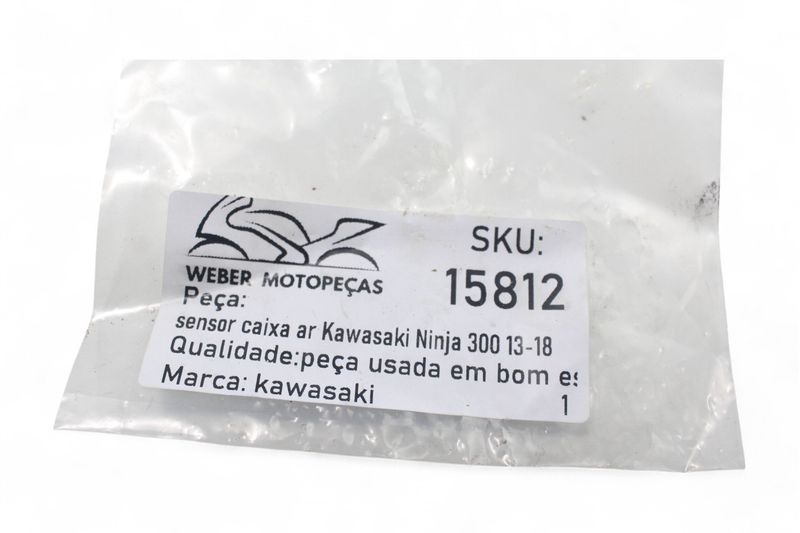 WEBER MOTOPEÇAS
SKU:
15812
Peça:
sensor caixa ar Kawasaki Ninja 300 13-18
Qualidade:peça usada em bom es
Marca: kawasaki
1